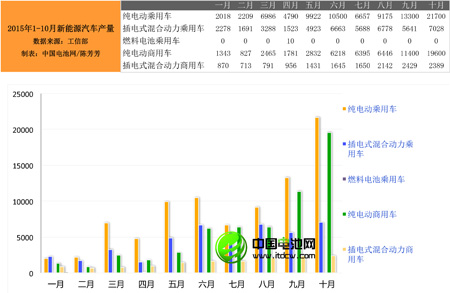 2015年1-10月新能源汽车产量
数据来源：工信部
制表：中国电池网/陈芳芳
一月 二月 三月 四月 五月 六月 七月 八月 九月 十月
纯电动乘用车 2018 2209 6986 4790 9922 10500 6657 9175 13300 21700
插电式混合动力乘用车 2278 1691 3288 1523 4923 6663 5688 6778 5641 7028
燃料电池乘用车 0 0 0 10 0 0 0 0 0 0
纯电动商用车 1343 827 2465 1781 2832 6218 6395 6446 11400 19600
插电式混合动力商用车 870 713 791 956 1431 1645 1650 2142 2429 2389
25000
20000
15000
10000
5000
0
一月 二月 三月 四月 五月 六月 七月 八月 九月 十月
纯电动乘用车
插电式混合动力乘
用车
燃料电池乘用车
纯电动商用车
插电式混合动力商
用车
中国电池网
www.itdcw.com